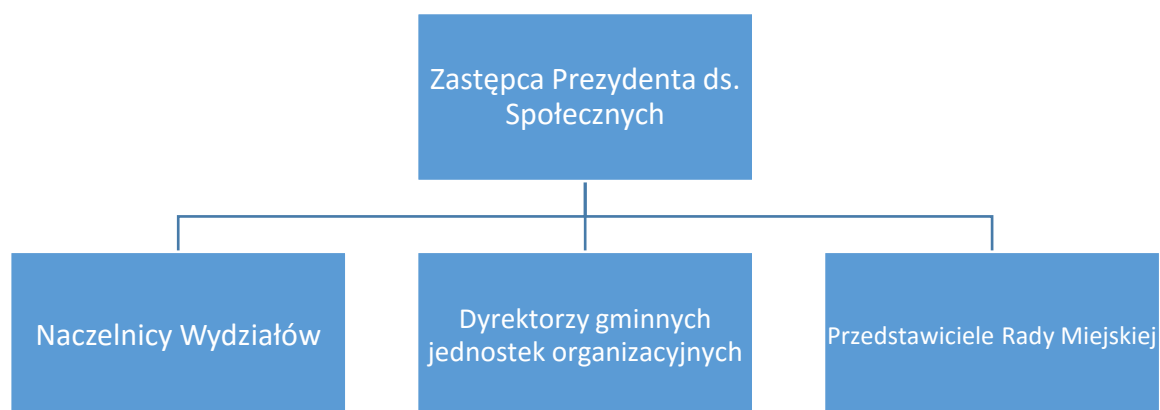 Zastępca Prezydenta ds.
Społecznych
Naczelnicy Wydziałów
Dyrektorzy gminnych
jednostek organizacyjnych
Przedstawiciele Rady Miejskiej